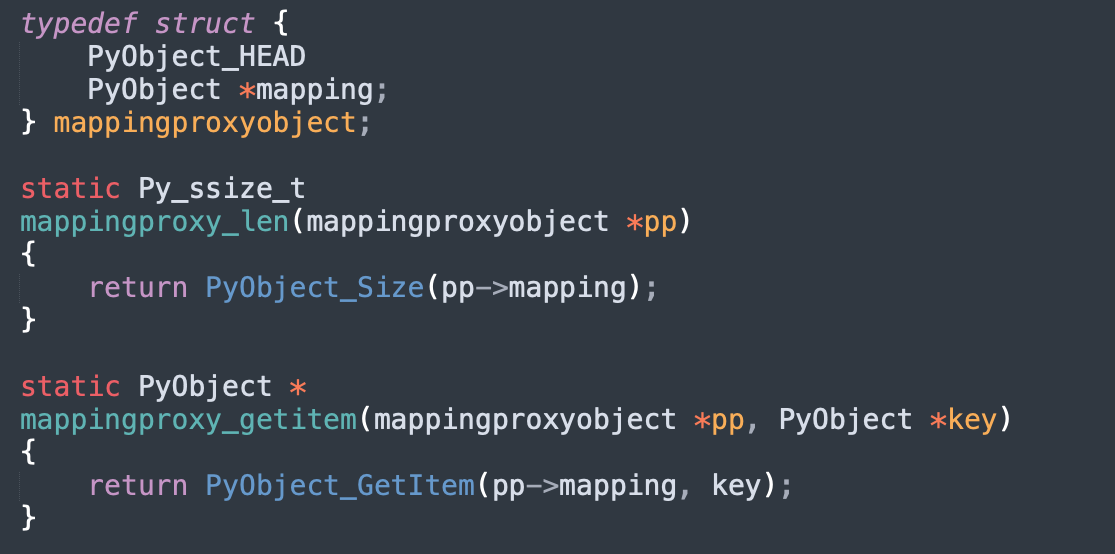 typedef struct {
    PyObject_HEAD
    PyObject *mapping;
} mappingproxyobject;

static Py_ssize_t
mappingproxy_len(mappingproxyobject *pp)
{
    return PyObject_Size(pp->mapping);
}

static PyObject *
mappingproxy_getitem(mappingproxyobject *pp, PyObject *key)
{
    return PyObject_GetItem(pp->mapping, key);
}